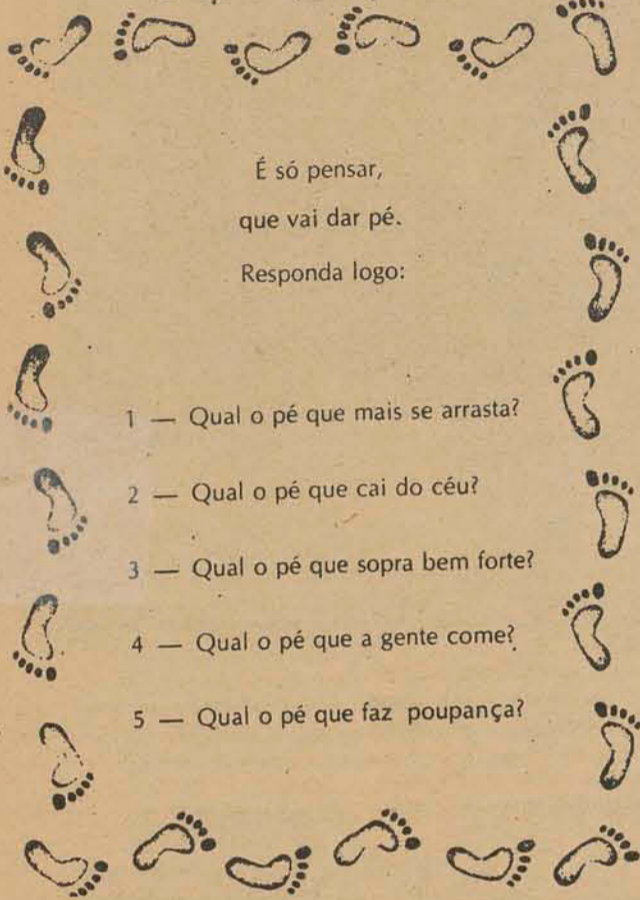 É só pensar,
que vai dar pé.
Responda logo:
1 — Qual o pé que mais se arrasta?
2 — Qual o pé que cai do céu?
3 — Qual o pé que sopra bem forte?
4 — Qual o pé que a gente come?
5 — Qual o pé que faz poupança?